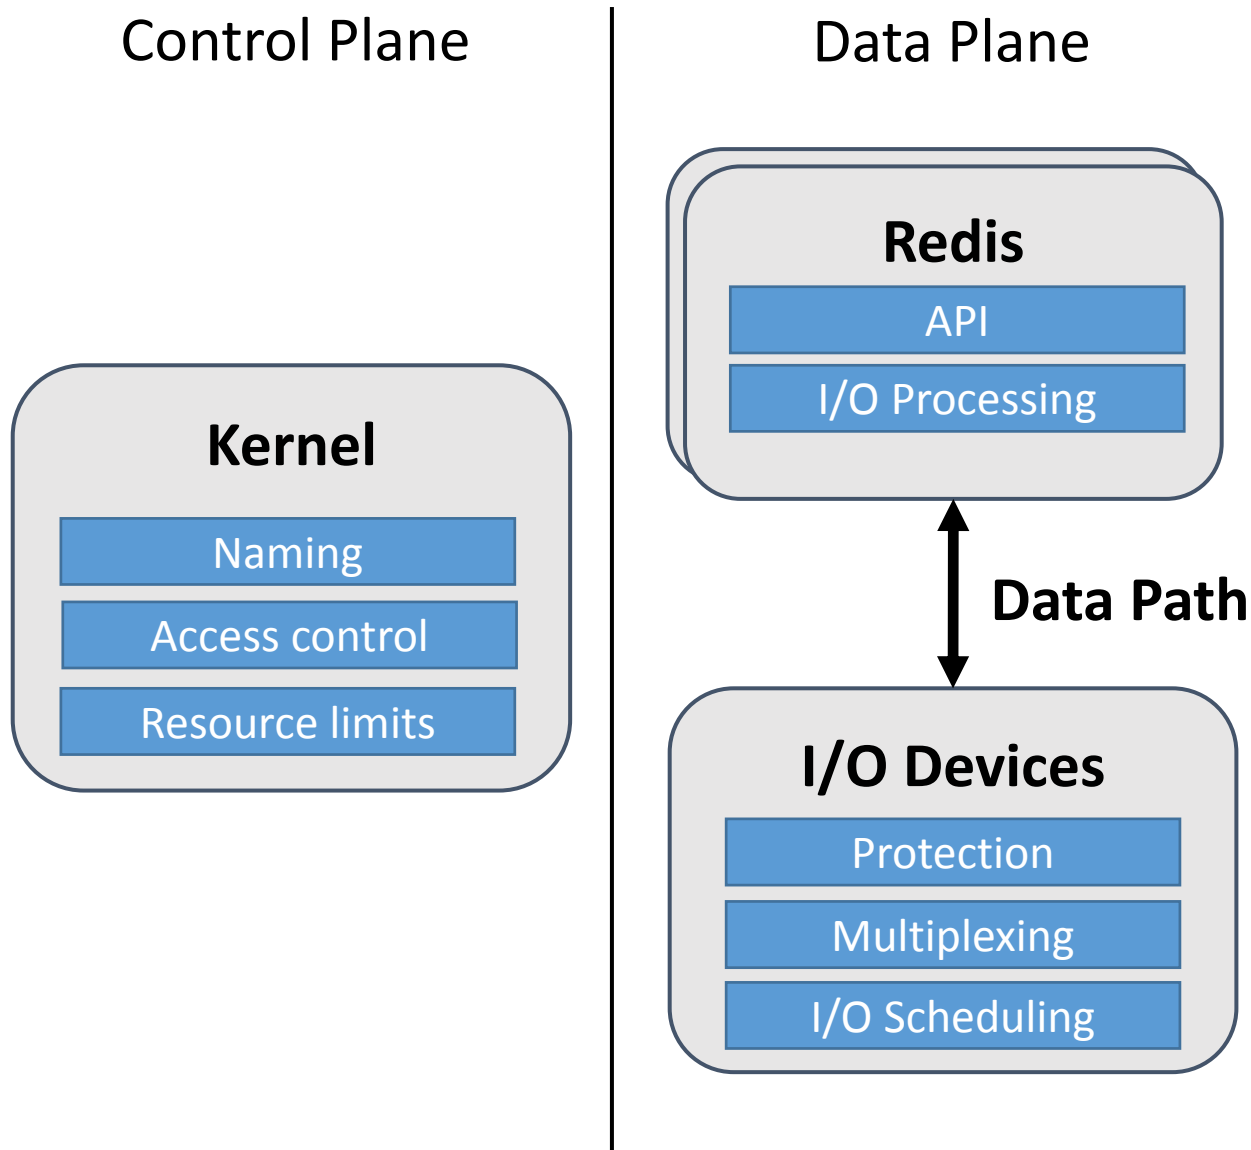 Control Plane
Data Plane
Kernel
Naming
Access control
Resource limits
Redis
API
I/O Processing
Data Path
I/O Devices
Protection
Multiplexing
I/O Scheduling